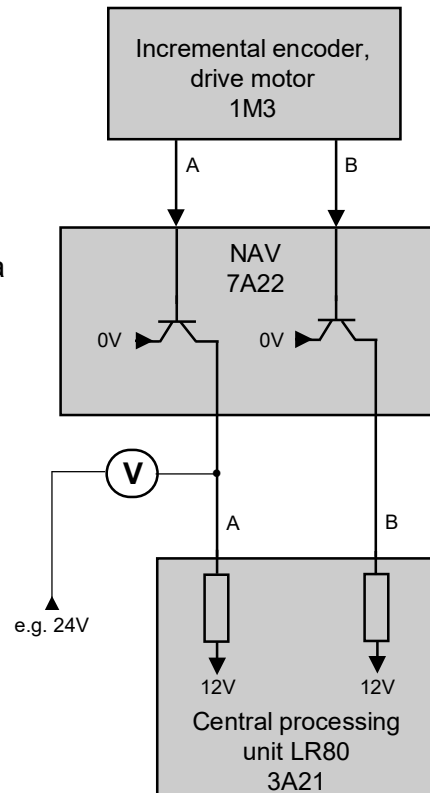 Incremental encoder,
drive motor
1M3
A
B
a
NAV
7A22
0V
0V
V
A
B
e.g. 24V
12V
12V
Central processing
unit LR80
3A21